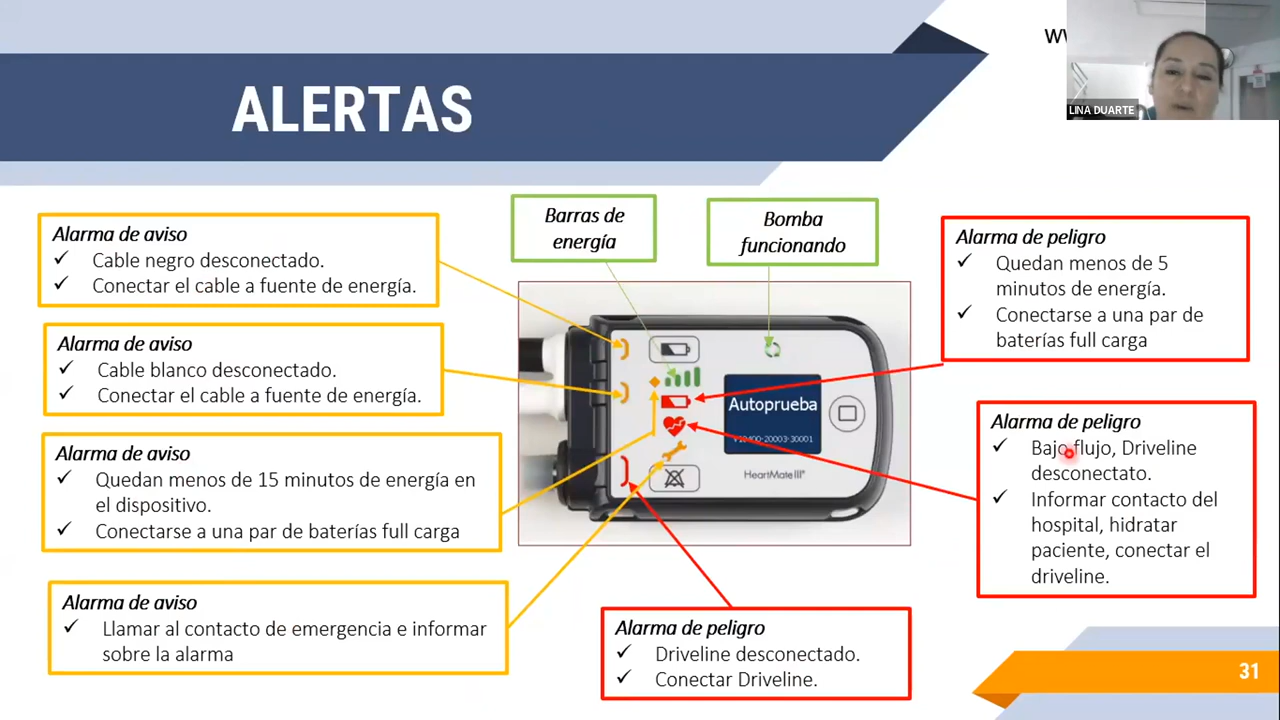 ALERTAS
LINA DUARTE
Barras de
energía
Bomba
funcionando
Alarma de aviso
✓ Cable negro desconectado.
✓ Conectar el cable a fuente de energía.
Alarma de aviso
✓ Cable blanco desconectado.
✓ Conectar el cable a fuente de energía.
Alarma de aviso
✓ Quedan menos de 15 minutos de energía en
el dispositivo.
✓ Conectarse a una par de baterías full carga
Alarma de aviso
✓ Llamar al contacto de emergencia e informar
sobre la alarma
Autoprueba
HeartMate III®
Alarma de peligro
✓ Driveline desconectado.
✓ Conectar Driveline.
Alarma de peligro
✓ Quedan menos de 5
minutos de energía.
✓ Conectarse a una par de
baterías full carga
Alarma de peligro
✓ Bajo flujo, Driveline
desconectato.
✓ Informar contacto del
hospital, hidratar
paciente, conectar el
driveline.
31